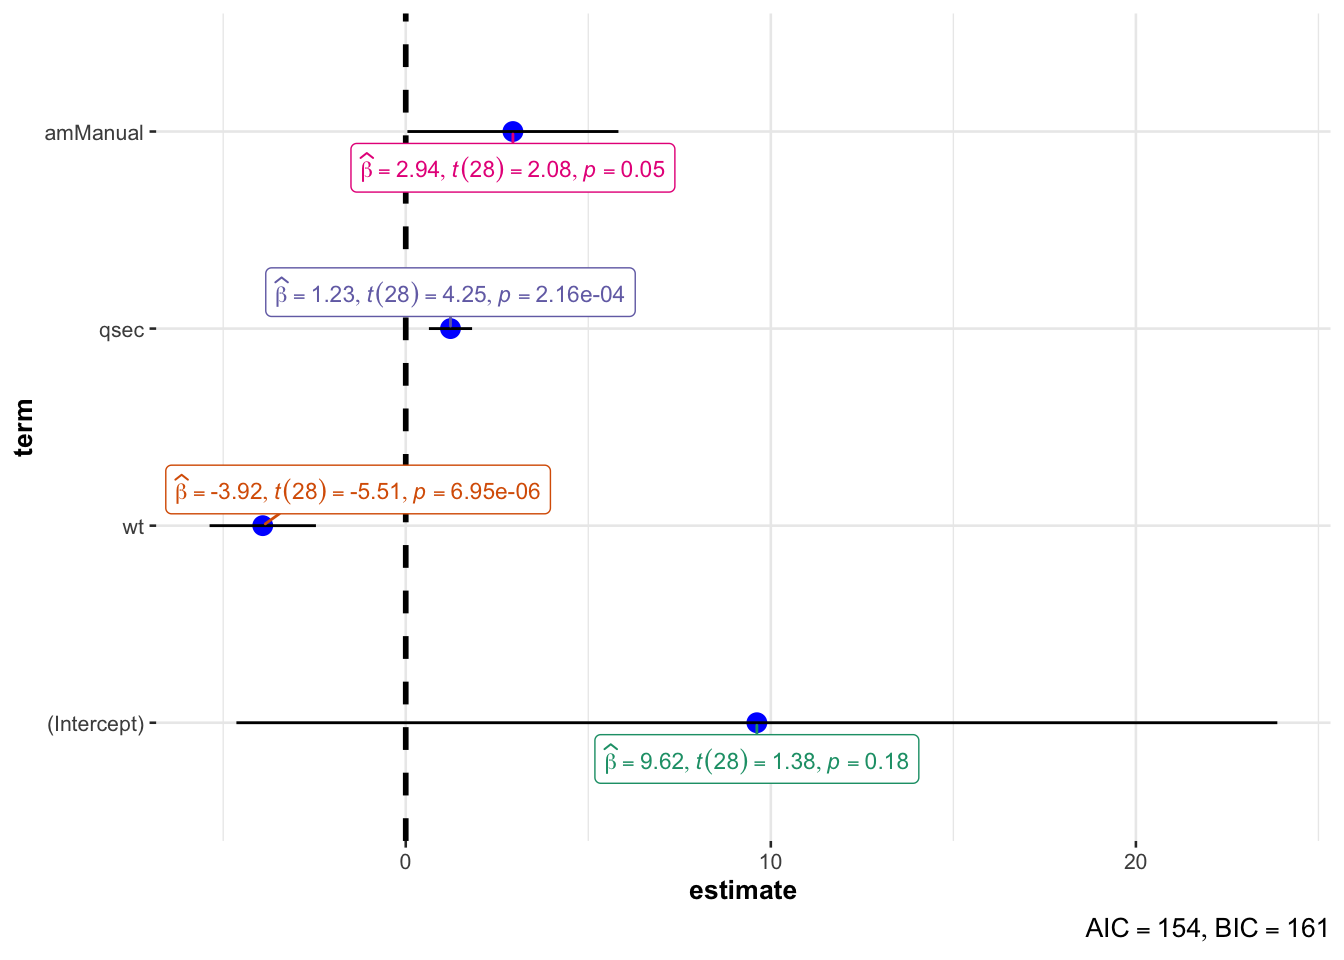 amManual
β̂ = 2.94, t(28) = 2.08, p = 0.05
β̂ = 1.23, t(28) = 4.25, p = 2.16e-04
qsec
β̂ = -3.92, t(28) = -5.51, p = 6.95e-06
wt
(Intercept)
β̂ = 9.62, t(28) = 1.38, p = 0.18
term
0 10 20
estimate
AIC = 154, BIC = 161